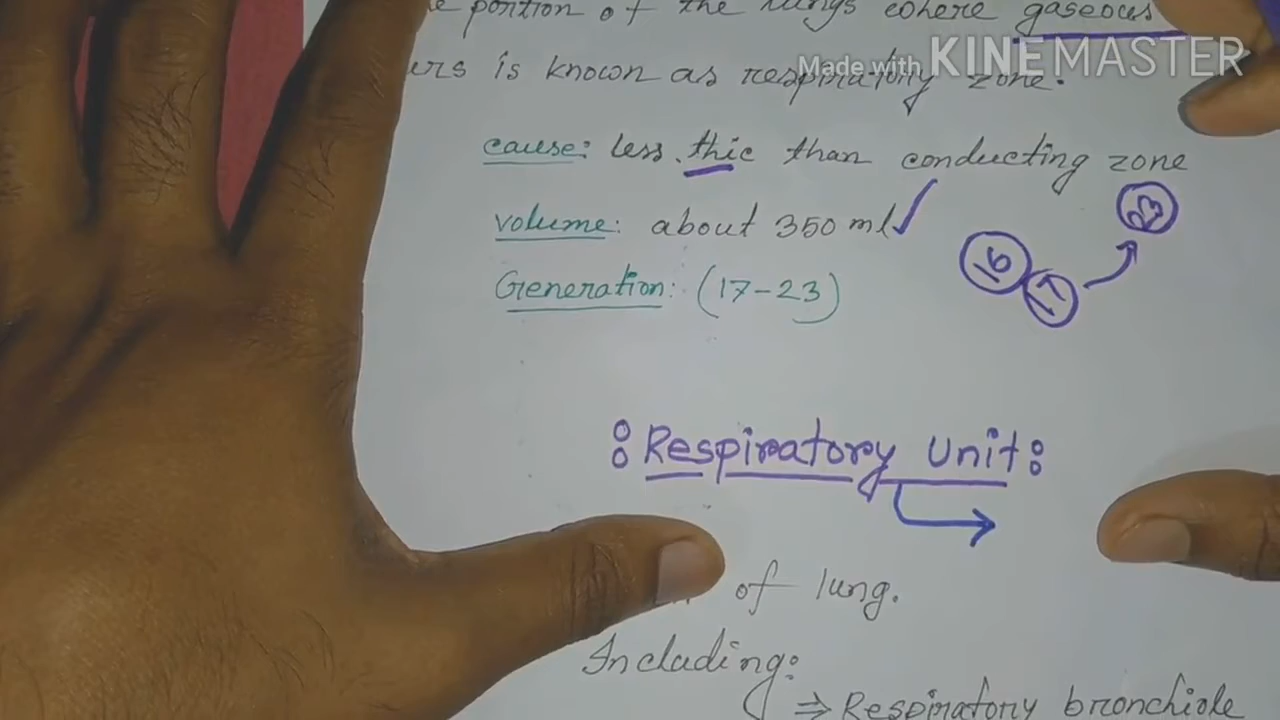 portion of the lungs where gaseous
Made with KINEMASTER
is known as respiratory zone.
cause: less thic than conducting zone
volume: about 350 ml✓
16 17 → 23
Generation: (17-23)
:Respiratory Unit:
of lung.
Including:
⇒ Respiratory bronchiole